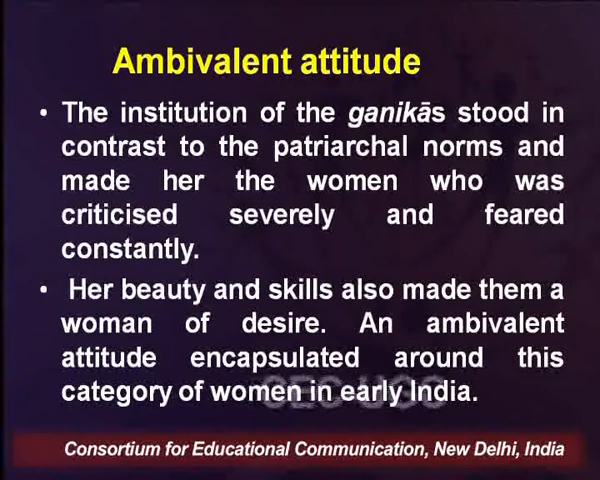 Ambivalent attitude
• The institution of the ganikās stood in
contrast to the patriarchal norms and
made her the women who was
criticised severely and feared
constantly.
• Her beauty and skills also made them a
woman of desire. An ambivalent
attitude encapsulated around this
category of women in early India.
CEC-UGC
Consortium for Educational Communication, New Delhi, India